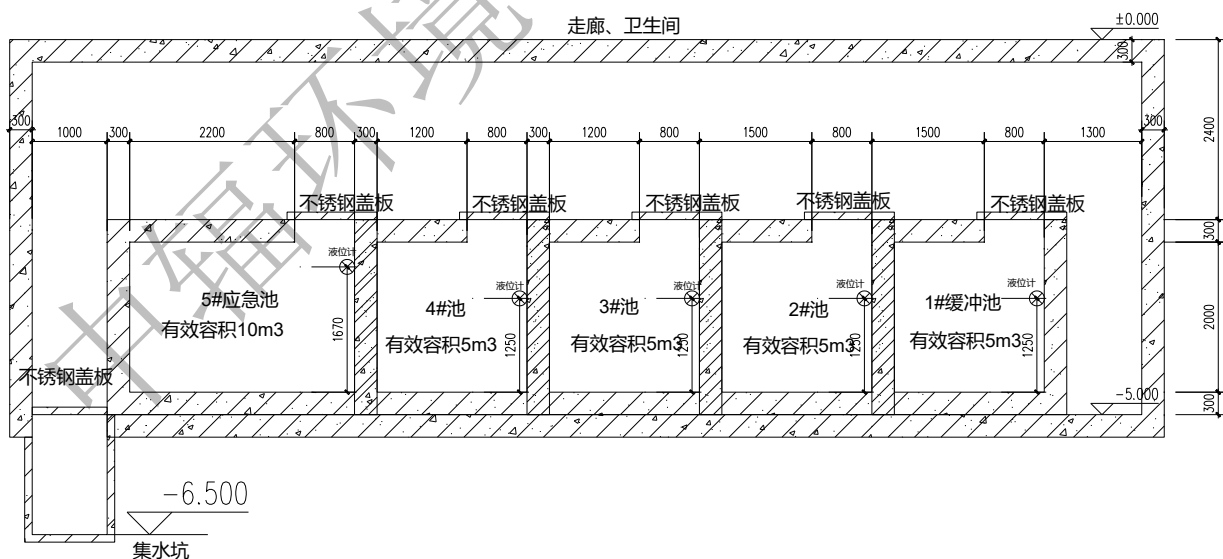 走廊、卫生间
±0.000
300
300
1000
300
2200
800
300
1200
800
300
1200
800
1500
800
1500
800
1300
300
2400
不锈钢盖板
不锈钢盖板
不锈钢盖板
不锈钢盖板
不锈钢盖板
300
液位计
液位计
液位计
液位计
液位计
5#应急池
有效容积10m3
1670
4#池
有效容积5m3
1250
3#池
有效容积5m3
1250
2#池
有效容积5m3
1250
1#缓冲池
有效容积5m3
1250
2000
不锈钢盖板
-5.000
300
-6.500
集水坑
中辐环境